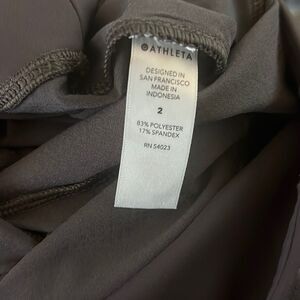 ATHLETA
DESIGNED IN
SAN FRANCISCO
MADE IN
INDONESIA
2
83% POLYESTER
17% SPANDEX
RN 54023